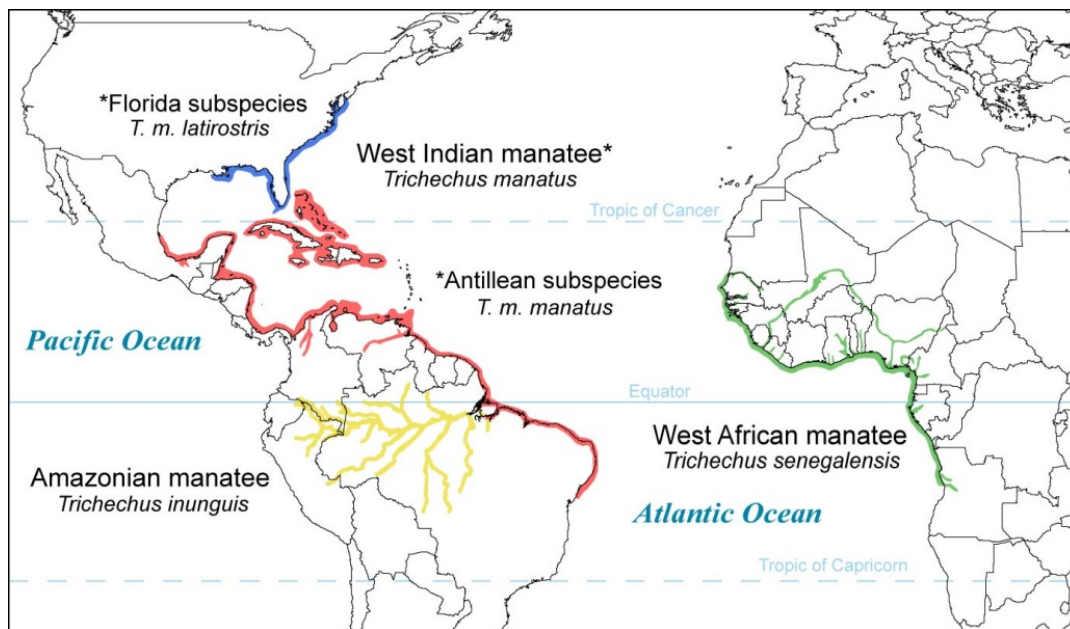 *Florida subspecies
T. m. latirostris
West Indian manatee*
Trichechus manatus
Tropic of Cancer
*Antillean subspecies
T. m. manatus
Pacific Ocean
Equator
West African manatee
Trichechus senegalensis
Amazonian manatee
Trichechus inunguis
Atlantic Ocean
Tropic of Capricorn